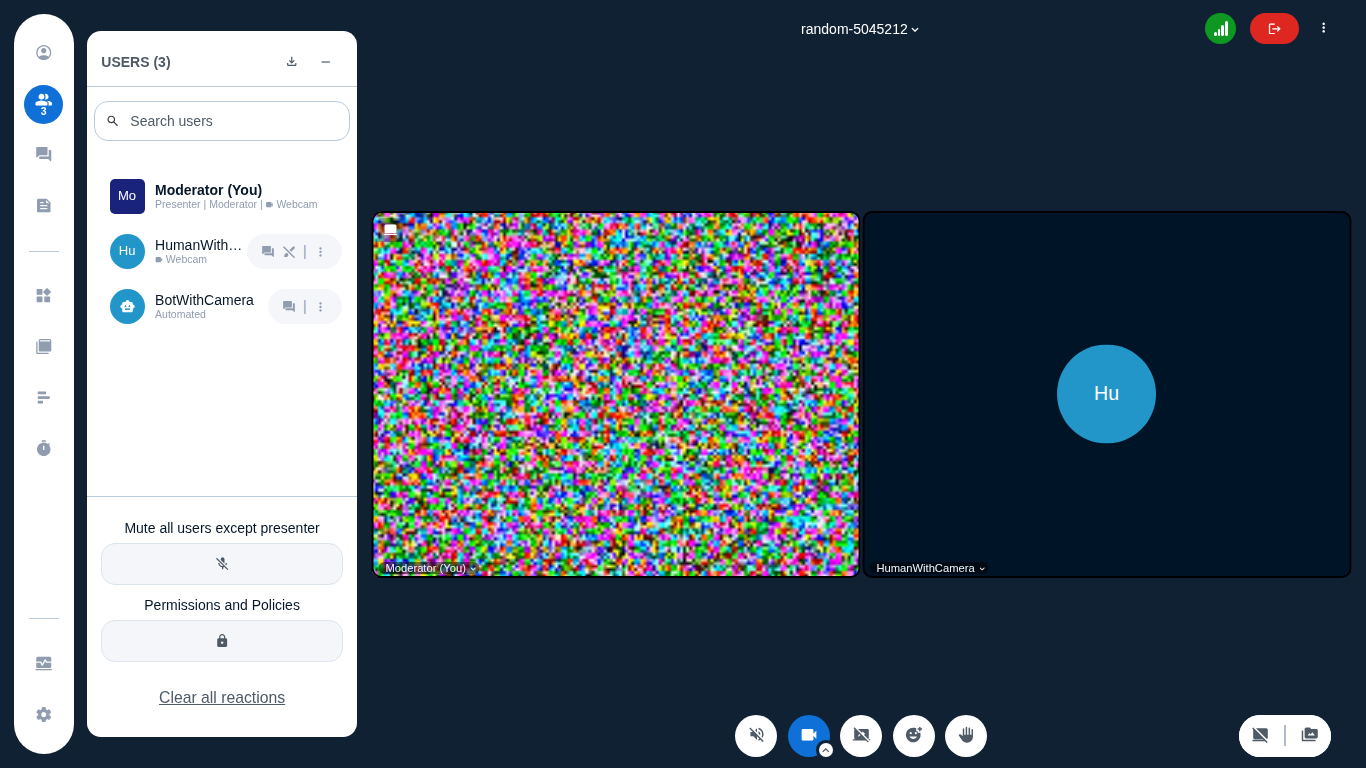 random-5045212
3
USERS (3)
Search users
Mo
Moderator (You)
Presenter | Moderator | Webcam
Hu
HumanWith…
Webcam
BotWithCamera
Automated
Mute all users except presenter
Permissions and Policies
Clear all reactions
Moderator (You)
Hu
HumanWithCamera